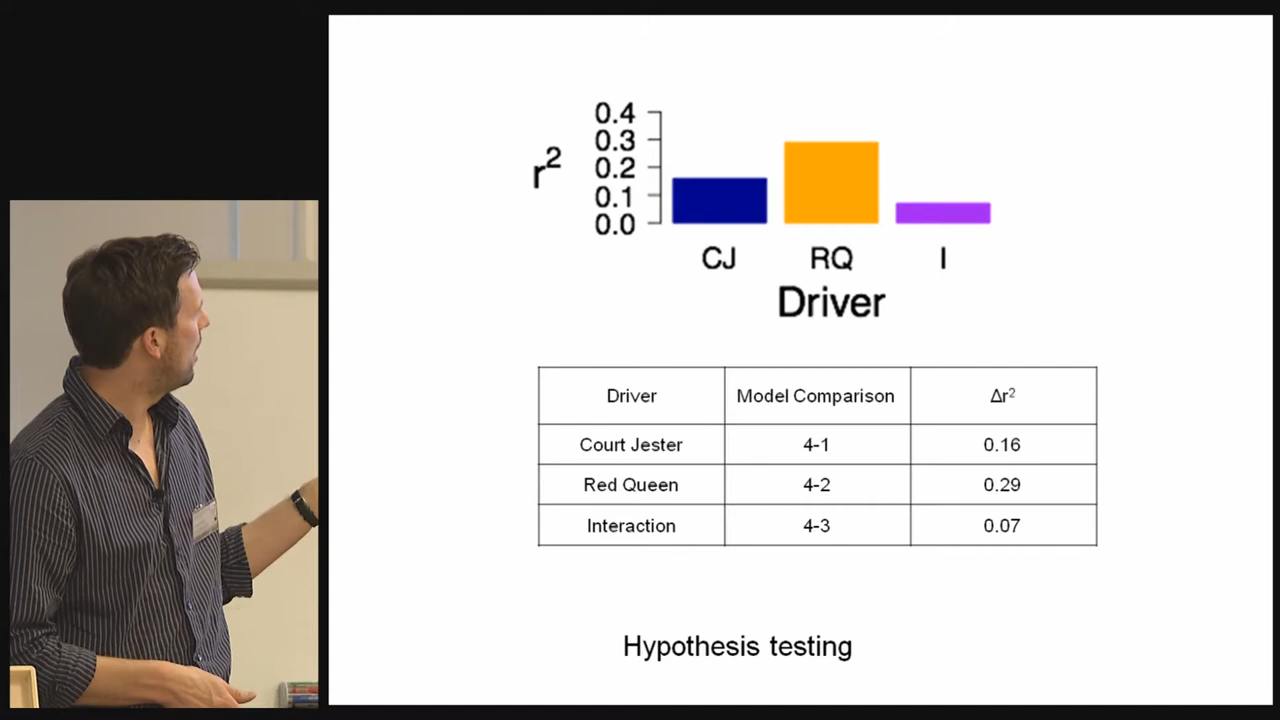 0.4
0.3
r² 0.2
0.1
0.0
CJ RQ I
Driver
Driver Model Comparison Δr²
Court Jester 4-1 0.16
Red Queen 4-2 0.29
Interaction 4-3 0.07
Hypothesis testing